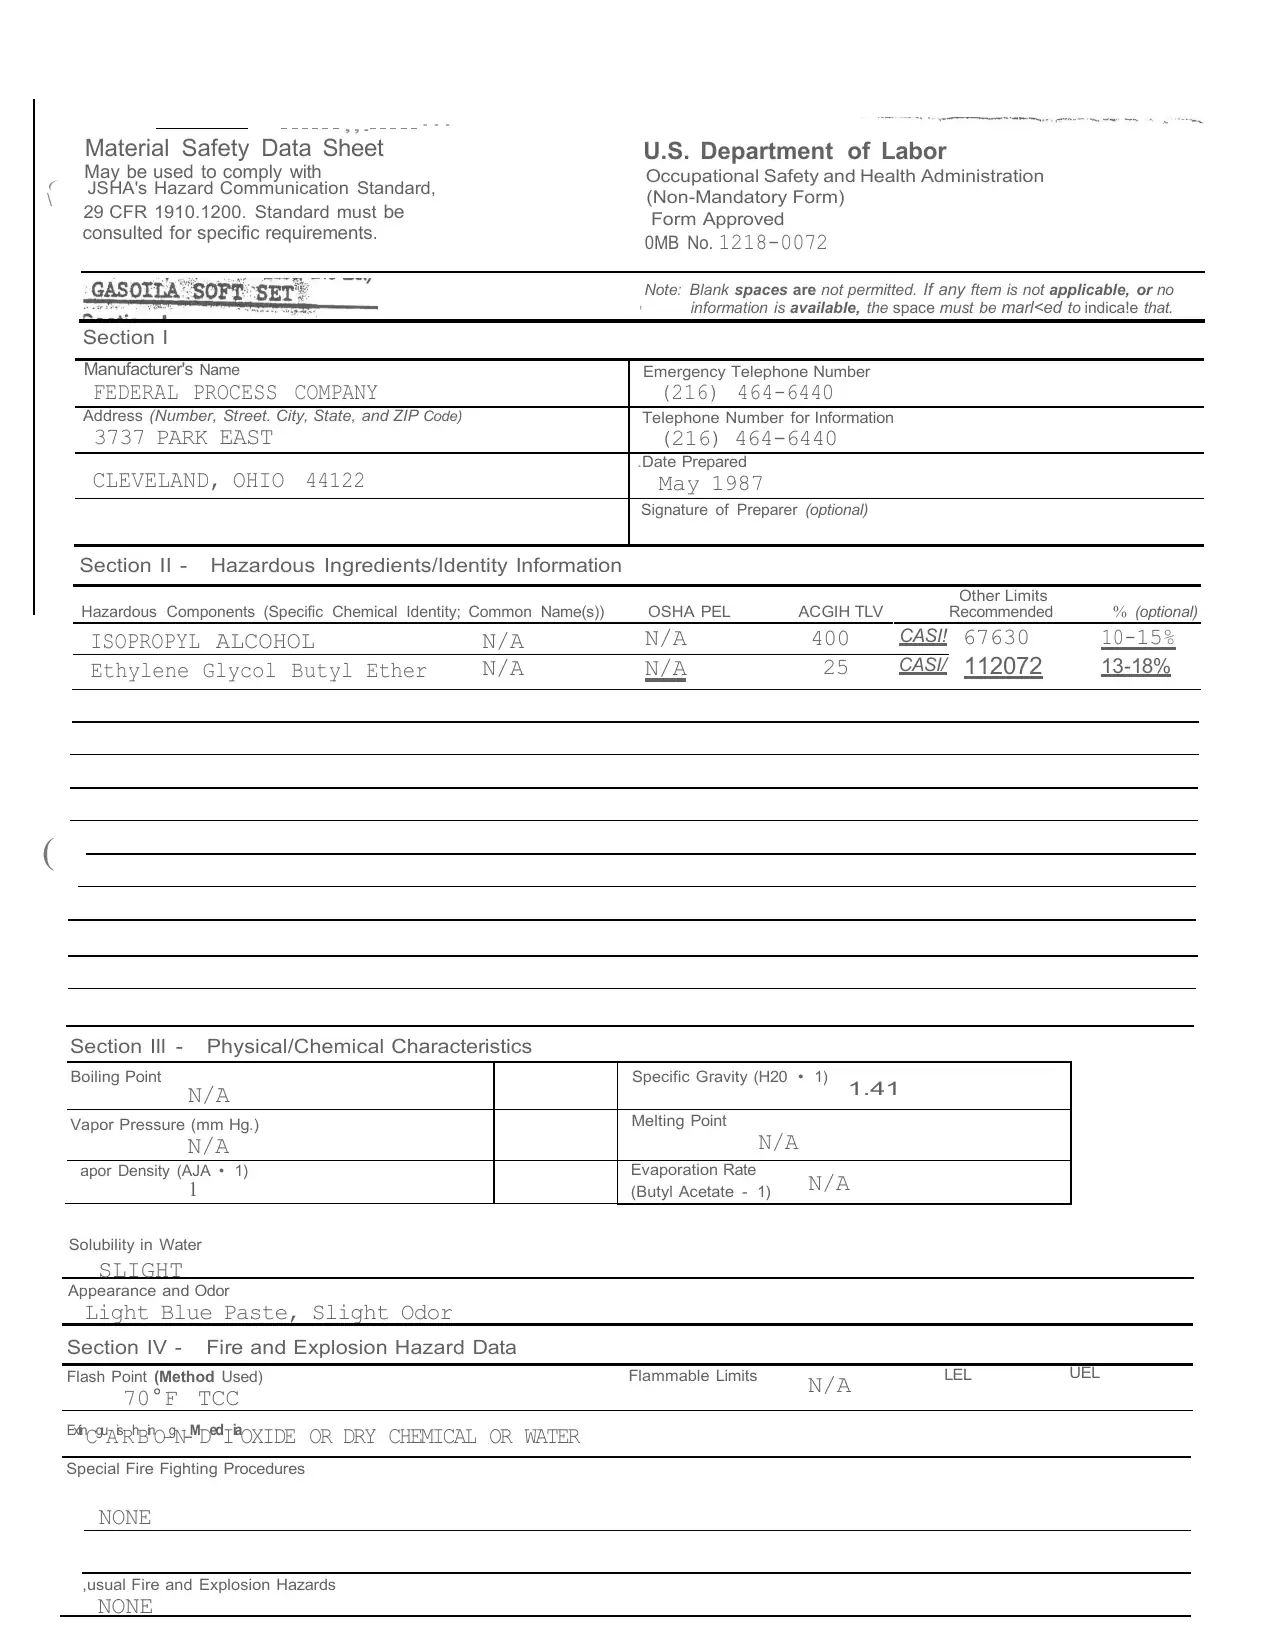 Material Safety Data Sheet
May be used to comply with
JSHA's Hazard Communication Standard,
29 CFR 1910.1200. Standard must be
consulted for specific requirements.
U.S. Department of Labor
Occupational Safety and Health Administration
(Non-Mandatory Form)
Form Approved
0MB No. 1218-0072
GASOILA SOFT SET
Note: Blank spaces are not permitted. If any ftem is not applicable, or no
information is available, the space must be marl<ed to indica!e that.
Section I
Manufacturer's Name
FEDERAL PROCESS COMPANY
Emergency Telephone Number
(216) 464-6440
Address (Number, Street. City, State, and ZIP Code)
3737 PARK EAST
Telephone Number for Information
(216) 464-6440
CLEVELAND, OHIO 44122
.Date Prepared
May 1987
Signature of Preparer (optional)
Section II - Hazardous Ingredients/Identity Information
Hazardous Components (Specific Chemical Identity; Common Name(s)) OSHA PEL ACGIH TLV Other Limits Recommended % (optional)
ISOPROPYL ALCOHOL N/A N/A 400 CASI! 67630 10-15%
Ethylene Glycol Butyl Ether N/A N/A 25 CASI/ 112072 13-18%
Section III - Physical/Chemical Characteristics
Boiling Point
N/A
Specific Gravity (H20 • 1) 1.41
Vapor Pressure (mm Hg.)
N/A
Melting Point
N/A
apor Density (AJA • 1)
l
Evaporation Rate
(Butyl Acetate - 1) N/A
Solubility in Water
SLIGHT
Appearance and Odor
Light Blue Paste, Slight Odor
Section IV - Fire and Explosion Hazard Data
Flash Point (Method Used)
70°F TCC
Flammable Limits N/A LEL UEL
OXIDE OR DRY CHEMICAL OR WATER
Special Fire Fighting Procedures
NONE
,usual Fire and Explosion Hazards
NONE